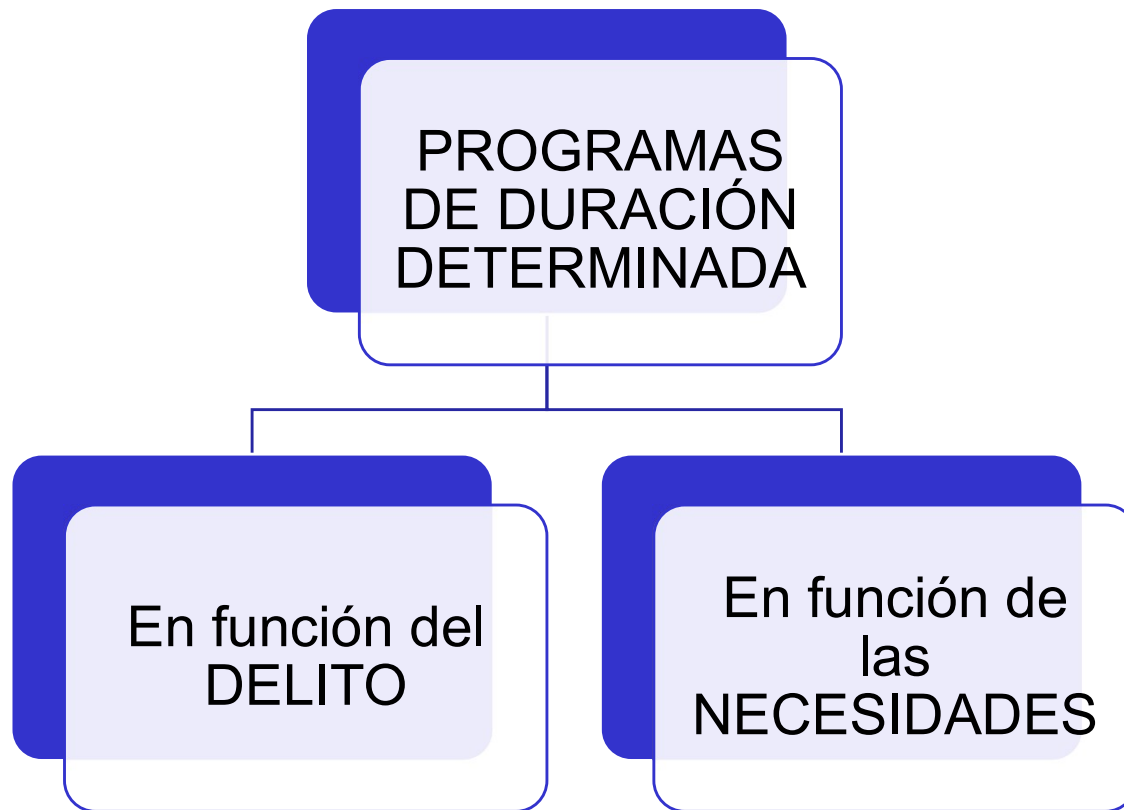 PROGRAMAS
DE DURACIÓN
DETERMINADA
En función del
DELITO
En función de
las
NECESIDADES